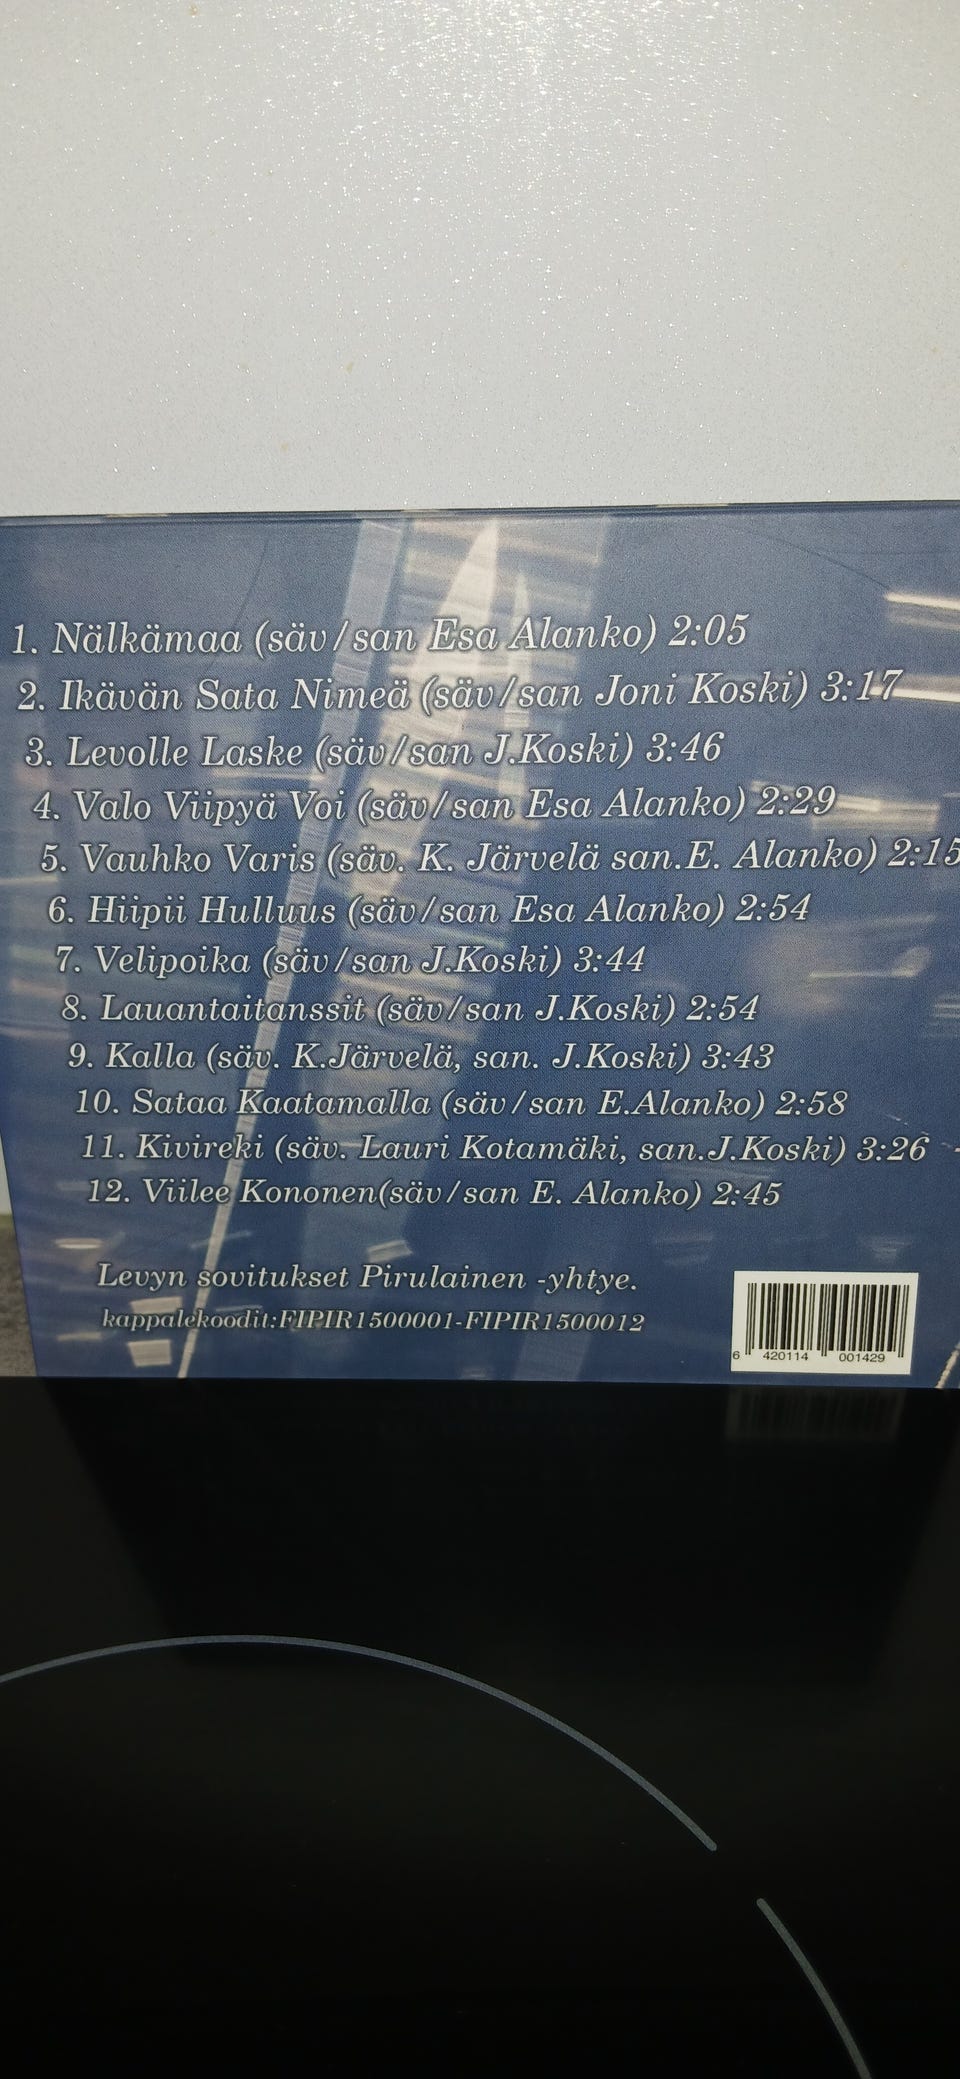 1. Nälkämaa (säv/san Esa Alanko) 2:05
2. Ikävän Sata Nimeä (säv/san Joni Koski) 3:17
3. Levolle Laske (säv/san J.Koski) 3:46
4. Valo Viipyä Voi (säv/san Esa Alanko) 2:29
5. Vauhko Varis (säv. K. Järvelä san.E. Alanko) 2:15
6. Hiipii Hulluus (säv/san Esa Alanko) 2:54
7. Velipoika (säv/san J.Koski) 3:44
8. Lauantaitanssit (säv/san J.Koski) 2:54
9. Kalla (säv. K.Järvelä, san. J.Koski) 3:43
10. Sataa Kaatamalla (säv/san E.Alanko) 2:58
11. Kivireki (säv. Lauri Kotamäki, san.J.Koski) 3:26
12. Viilee Kononen(säv/san E. Alanko) 2:45
Levyn sovitukset Pirulainen -yhtye.
kappalekoodit:FIPIR1500001-FIPIR1500012
6 420114 001429